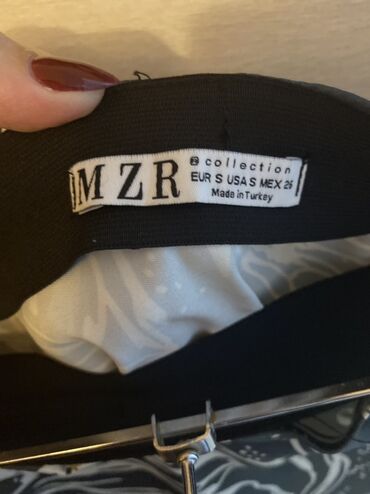 MZR
collection
EUR S USA S MEX 26
Made in Turkey